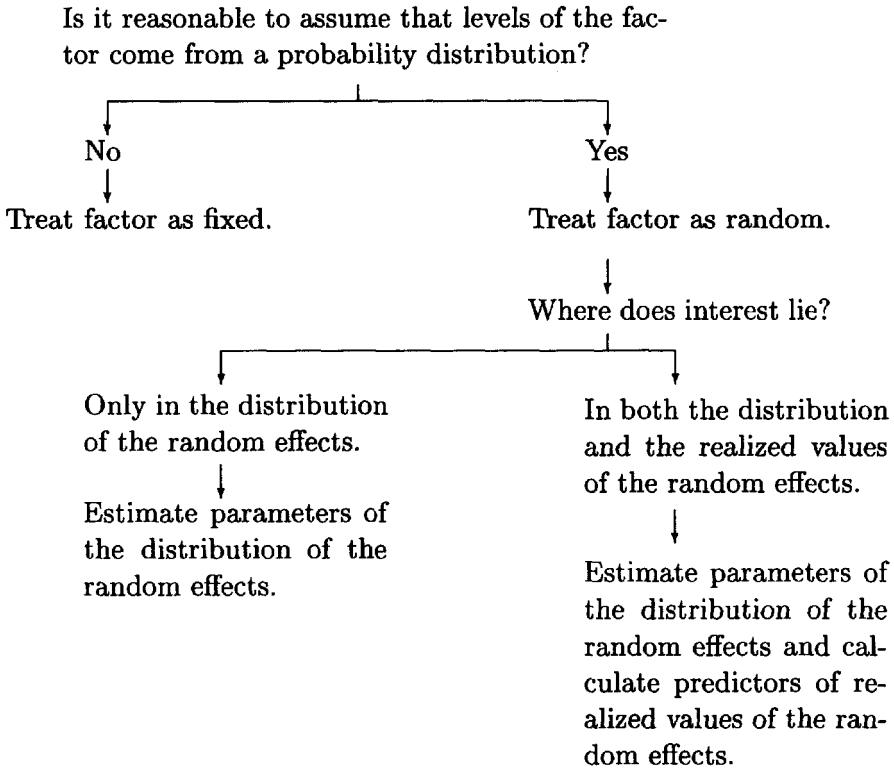 Is it reasonable to assume that levels of the fac-
tor come from a probability distribution?
No
Yes
Treat factor as fixed.
Treat factor as random.
Where does interest lie?
Only in the distribution
of the random effects.
In both the distribution
and the realized values
of the random effects.
Estimate parameters of
the distribution of the
random effects.
Estimate parameters of
the distribution of the
random effects and cal-
culate predictors of re-
alized values of the ran-
dom effects.